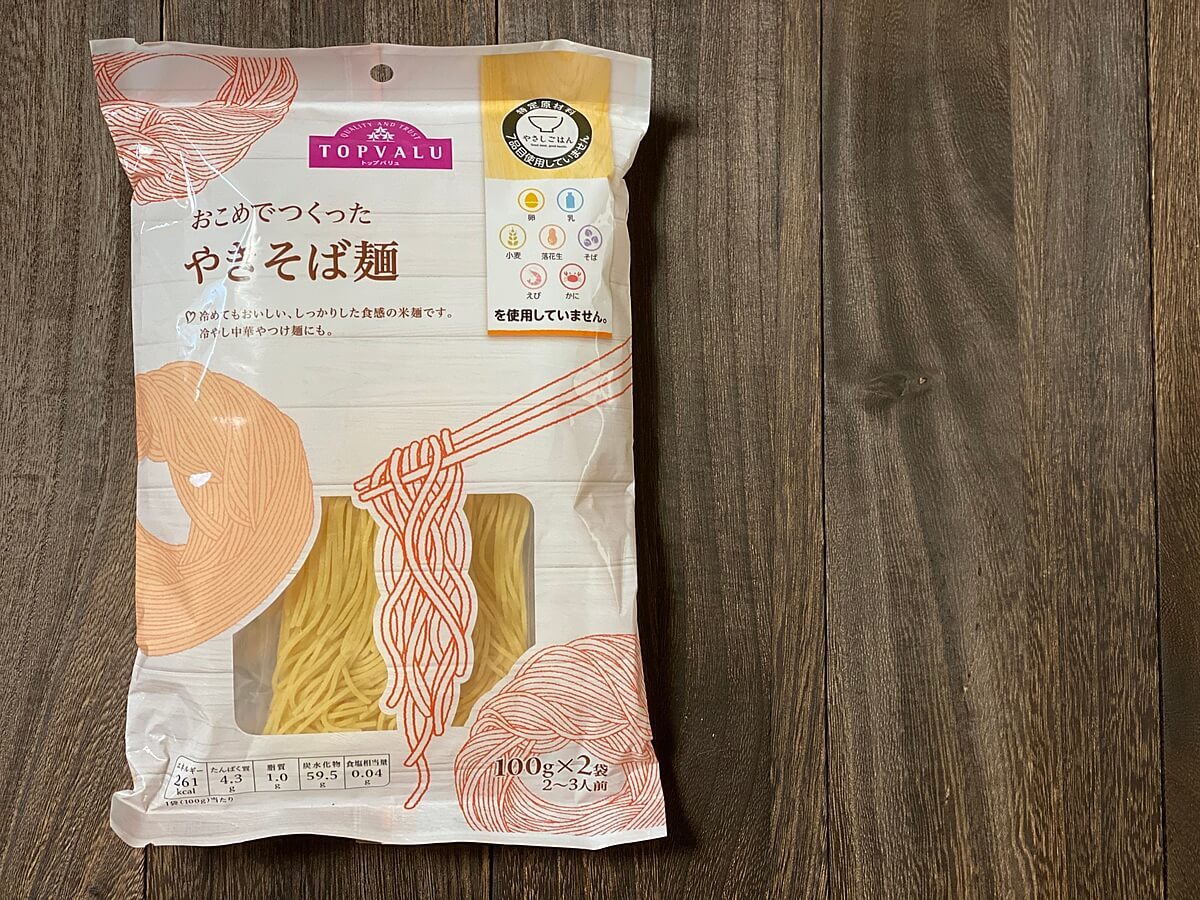 QUALITY AND TRUST
TOPVALU
トップバリュ
おこめでつくった
やきそば麺
冷めてもおいしい、しっかりした食感の米麺です。
冷やし中華やつけ麺にも。
特定原材料
やさしごはん
7品目使用していません
卵 乳
小麦 落花生 そば
えび かに
を使用していません。
エネルギー たんぱく質 脂質 炭水化物 食塩相当量
261 kcal 4.3 g 1.0 g 59.5 g 0.04 g
1袋(100g)当たり
100g×2袋
2〜3人前